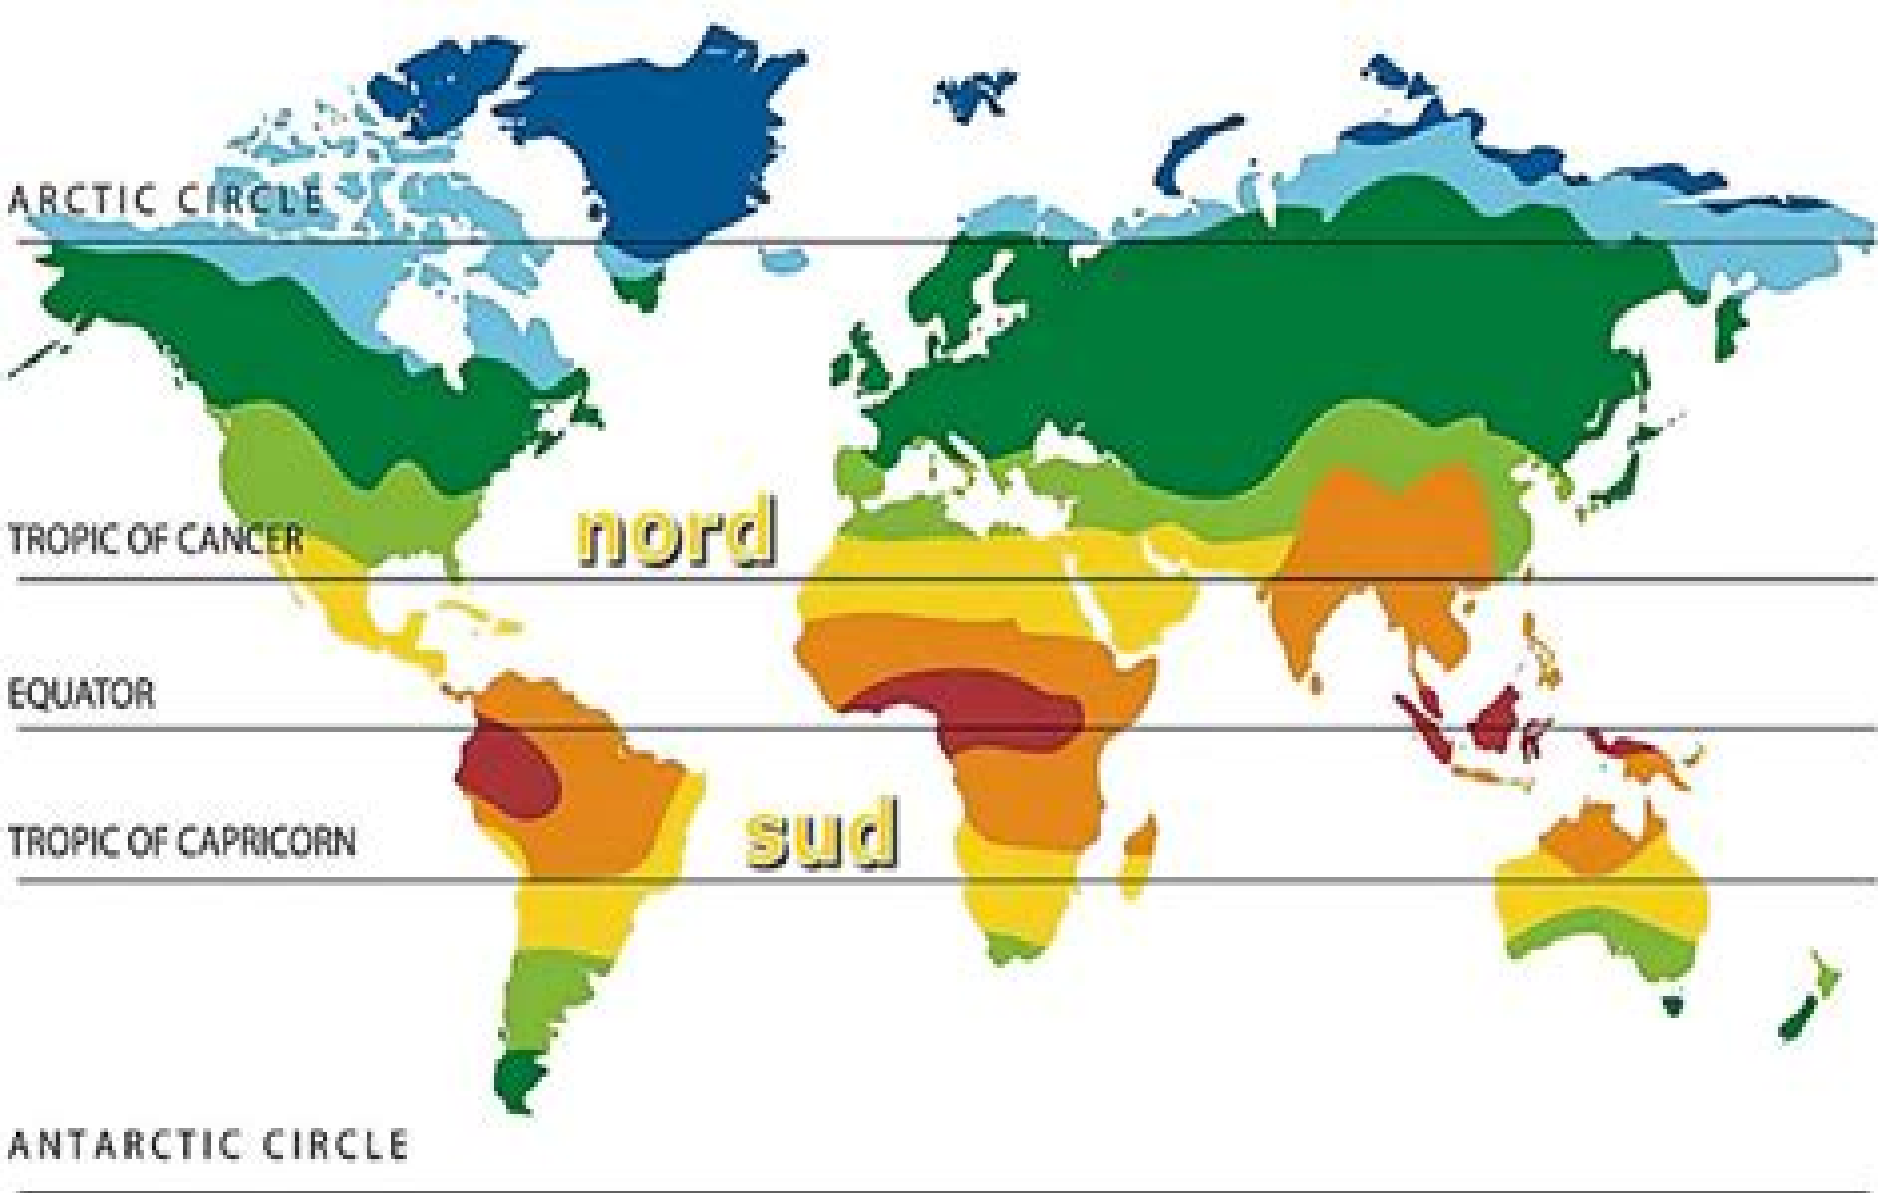 ARCTIC CIRCLE
nord
TROPIC OF CANCER
EQUATOR
sud
TROPIC OF CAPRICORN
ANTARCTIC CIRCLE